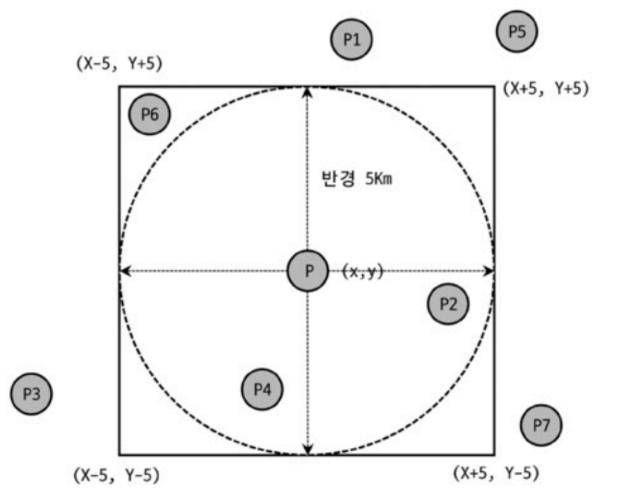 P1
P5
(X-5, Y+5)
(X+5, Y+5)
P6
반경 5Km
P
(x,y)
P2
P3
P4
P7
(X-5, Y-5)
(X+5, Y-5)